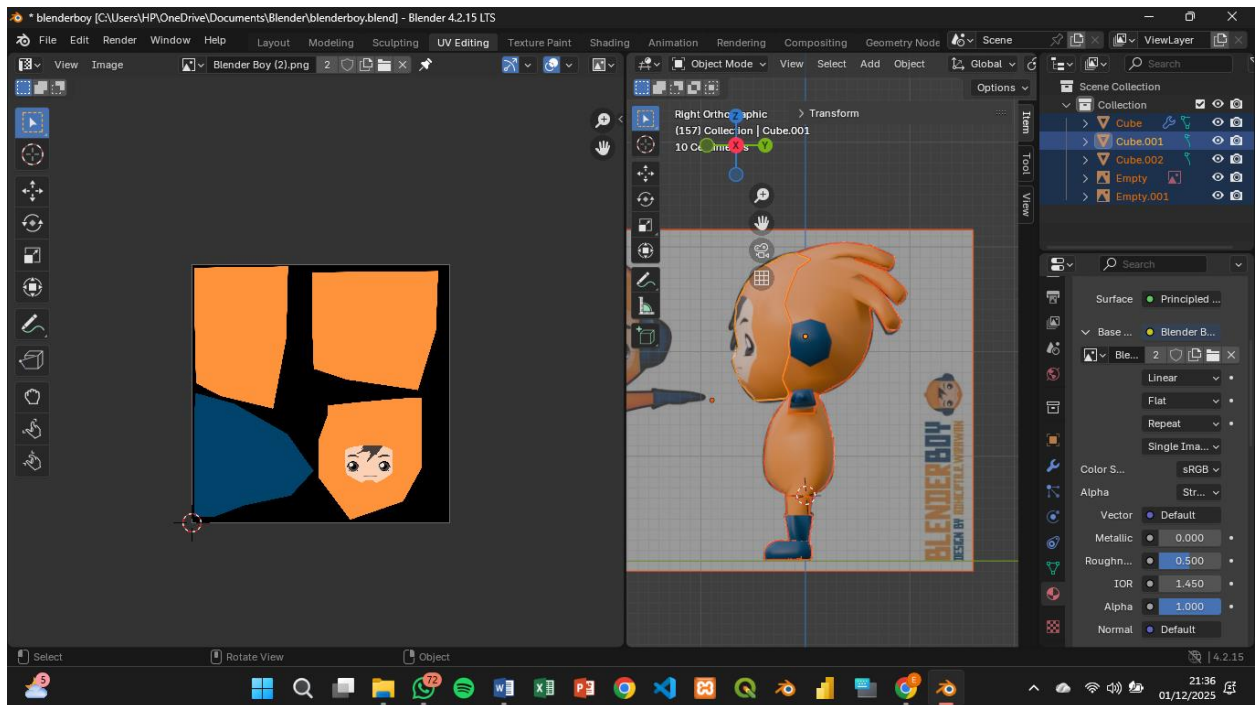 * blenderboy [C:\Users\HP\OneDrive\Documents\Blender\blenderboy.blend] - Blender 4.2.15 LTS
File Edit Render Window Help Layout Modeling Sculpting UV Editing Texture Paint Shading Animation Rendering Compositing Geometry Node Scene ViewLayer
View Image Blender Boy (2).png 2 Object Mode View Select Add Object Global Search
Options
Scene Collection
Collection
Cube
Cube.001
Cube.002
Empty
Empty.001
Right Orthographic
(157) Collection | Cube.001
10 Centimeters
Transform
Item
Tool
View
Z
X
Y
BLENDERBOY
Search
Surface Principled ...
Base ... Blender B...
Ble... 2
Linear
Flat
Repeat
Single Ima...
Color S... sRGB
Alpha Str...
Vector Default
Metallic 0.000
Roughn... 0.500
IOR 1.450
Alpha 1.000
Normal Default
Select Rotate View Object 4.2.15
5
72
E
21:36
01/12/2025